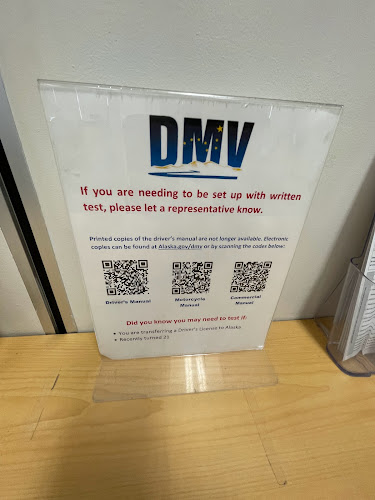 DMV
If you are needing to be set up with written
test, please let a representative know.
Printed copies of the driver's manual are not longer available. Electronic
copies can be found at Alaska.gov/dmv or by scanning the codes below:
Driver's Manual
Motorcycle
Manual
Commercial
Manual
Did you know you may need to test if:
• You are transferring a Driver's License to Alaska
• Recently turned 21